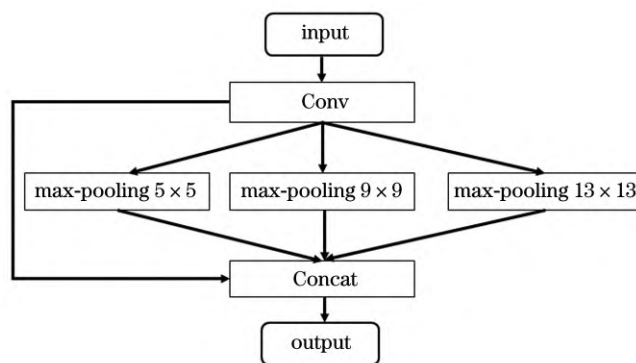 input
Conv
max-pooling 5 × 5
max-pooling 9 × 9
max-pooling 13 × 13
Concat
output